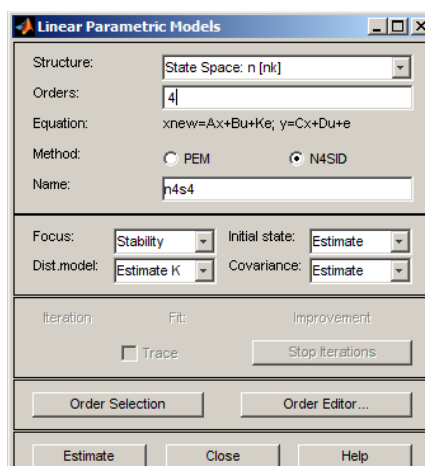 Linear Parametric Models
Structure: State Space: n [nk]
Orders: 4
Equation: xnew=Ax+Bu+Ke; y=Cx+Du+e
Method: PEM N4SID
Name: n4s4
Focus: Stability Initial state: Estimate
Dist.model: Estimate K Covariance: Estimate
Iteration Fit: Improvement
Trace Stop Iterations
Order Selection Order Editor...
Estimate Close Help